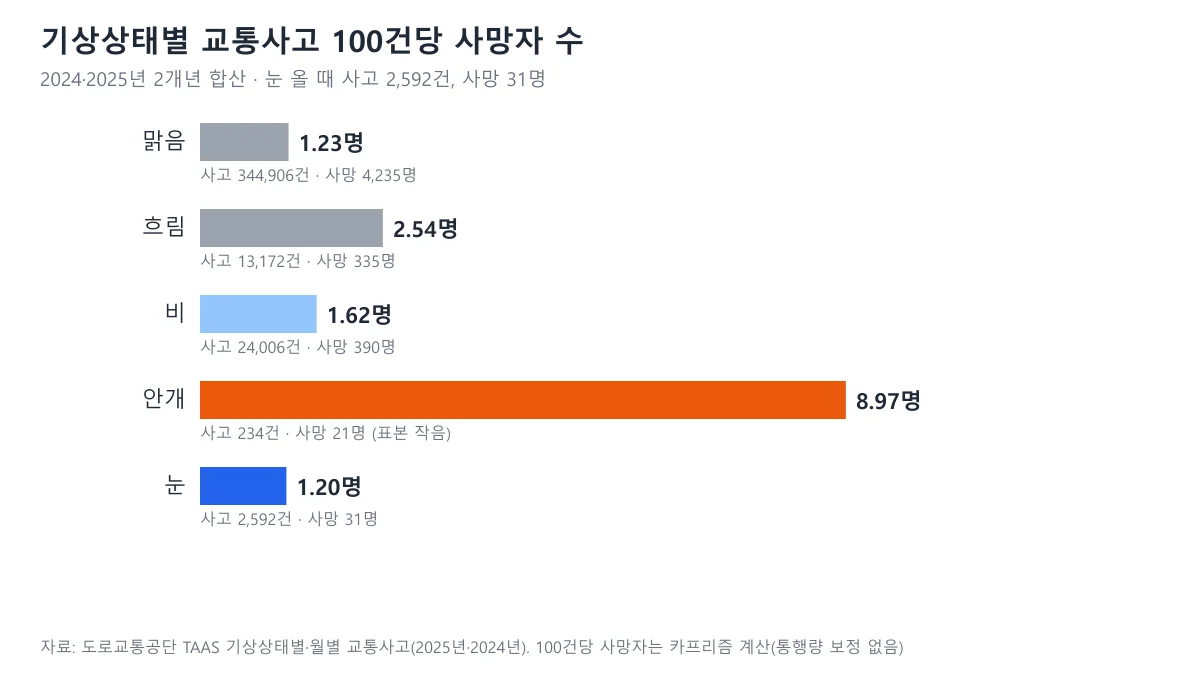 기상상태별 교통사고 100건당 사망자 수
2024·2025년 2개년 합산 · 눈 올 때 사고 2,592건, 사망 31명
맑음 1.23명
사고 344,906건 · 사망 4,235명
흐림 2.54명
사고 13,172건 · 사망 335명
비 1.62명
사고 24,006건 · 사망 390명
안개 8.97명
사고 234건 · 사망 21명 (표본 작음)
눈 1.20명
사고 2,592건 · 사망 31명
자료: 도로교통공단 TAAS 기상상태별·월별 교통사고(2025년·2024년). 100건당 사망자는 카프리즘 계산(통행량 보정 없음)